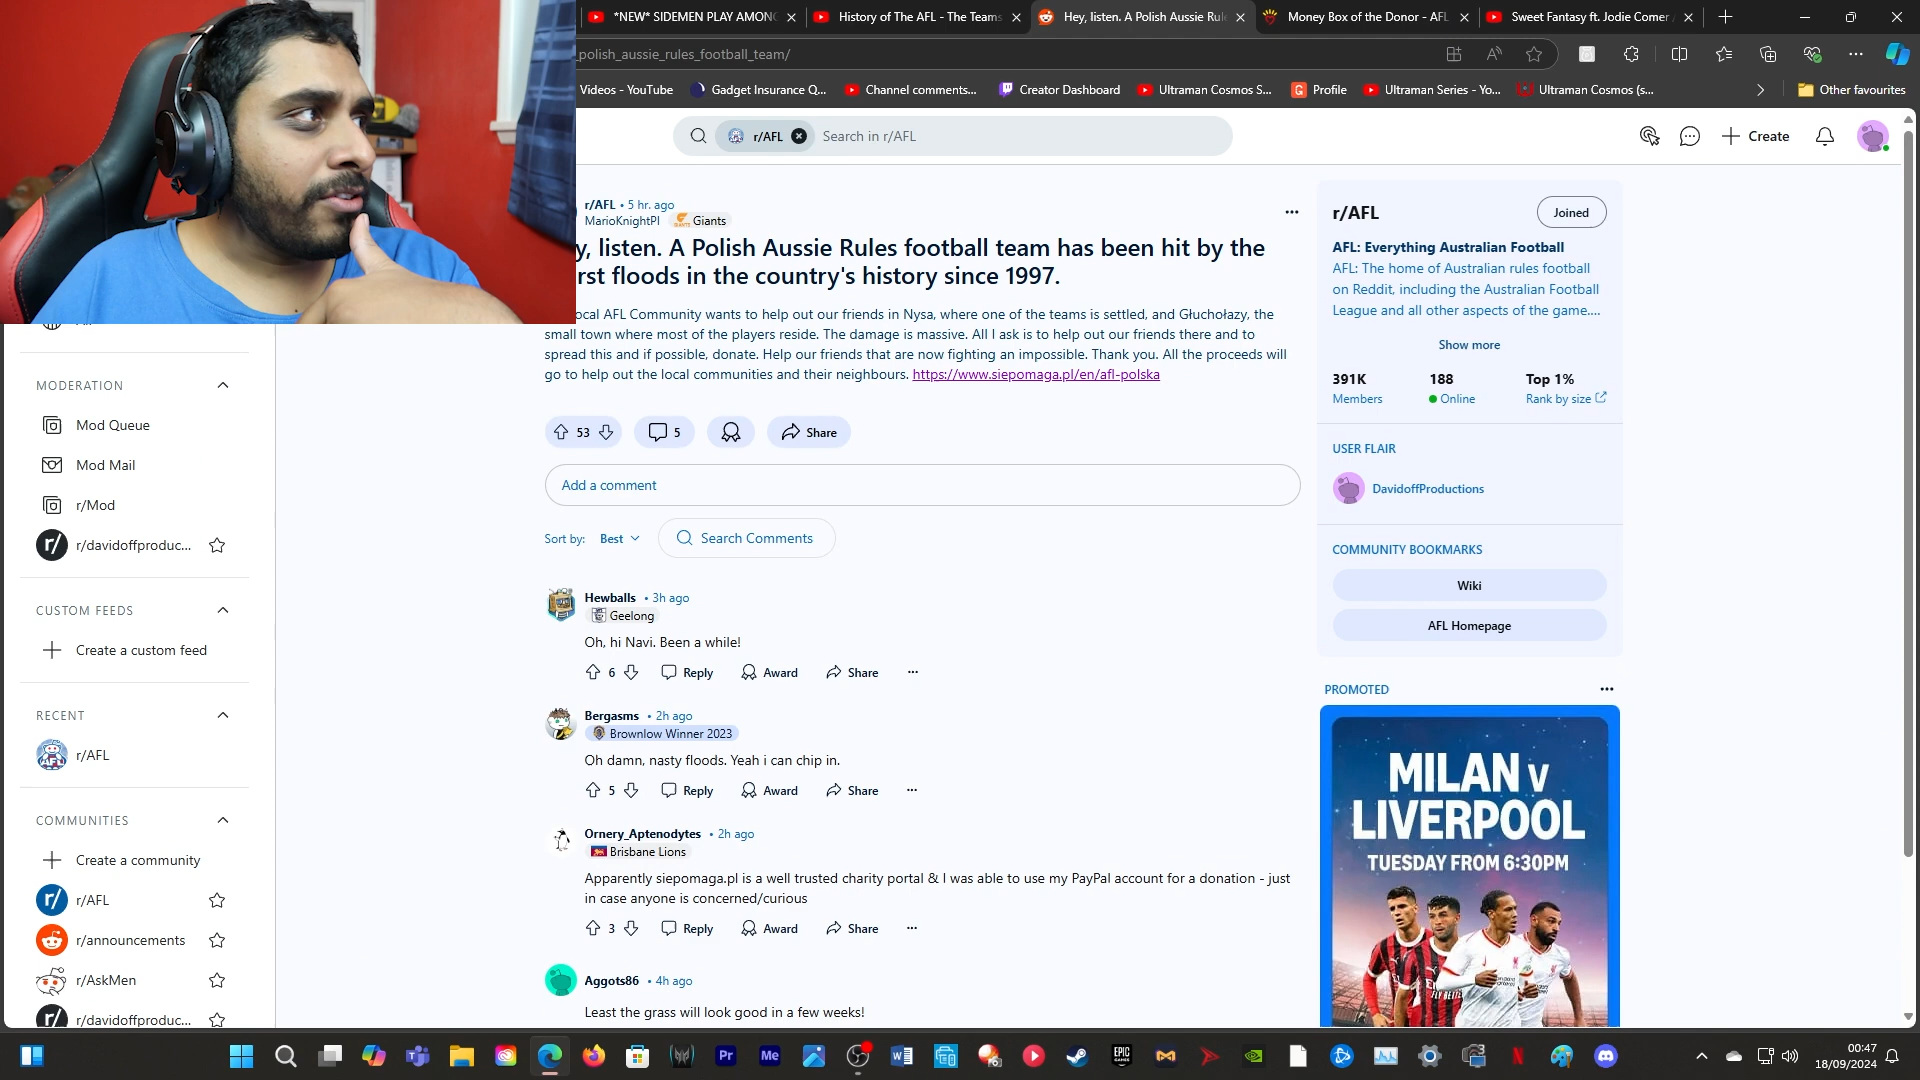 *NEW* SIDEMEN PLAY AMONG
History of The AFL - The Teams
Hey, listen. A Polish Aussie Rul
Money Box of the Donor - AFL
Sweet Fantasy ft. Jodie Comer
_polish_aussie_rules_football_team/
Videos - YouTube
Gadget Insurance Q...
Channel comments...
Creator Dashboard
Ultraman Cosmos S...
Profile
Ultraman Series - Yo...
Ultraman Cosmos (s...
Other favourites
r/AFL
Search in r/AFL
Create
r/AFL • 5 hr. ago
MarioKnightPl Giants
y, listen. A Polish Aussie Rules football team has been hit by the
rst floods in the country's history since 1997.
ocal AFL Community wants to help out our friends in Nysa, where one of the teams is settled, and Głuchołazy, the
small town where most of the players reside. The damage is massive. All I ask is to help out our friends there and to
spread this and if possible, donate. Help our friends that are now fighting an impossible. Thank you. All the proceeds will
go to help out the local communities and their neighbours. https://www.siepomaga.pl/en/afl-polska
53
5
Share
Add a comment
Sort by: Best
Search Comments
Hewballs • 3h ago
Geelong
Oh, hi Navi. Been a while!
6 Reply Award Share
Bergasms • 2h ago
Brownlow Winner 2023
Oh damn, nasty floods. Yeah i can chip in.
5 Reply Award Share
Ornery_Aptenodytes • 2h ago
Brisbane Lions
Apparently siepomaga.pl is a well trusted charity portal & I was able to use my PayPal account for a donation - just
in case anyone is concerned/curious
3 Reply Award Share
Aggots86 • 4h ago
Least the grass will look good in a few weeks!
MODERATION
Mod Queue
Mod Mail
r/Mod
r/davidoffproduc...
CUSTOM FEEDS
Create a custom feed
RECENT
r/AFL
COMMUNITIES
Create a community
r/AFL
r/announcements
r/AskMen
r/davidoffproduc...
r/AFL
Joined
AFL: Everything Australian Football
AFL: The home of Australian rules football
on Reddit, including the Australian Football
League and all other aspects of the game....
Show more
391K 188 Top 1%
Members Online Rank by size
USER FLAIR
DavidoffProductions
COMMUNITY BOOKMARKS
Wiki
AFL Homepage
PROMOTED
MILAN V
LIVERPOOL
TUESDAY FROM 6:30PM
00:47
18/09/2024